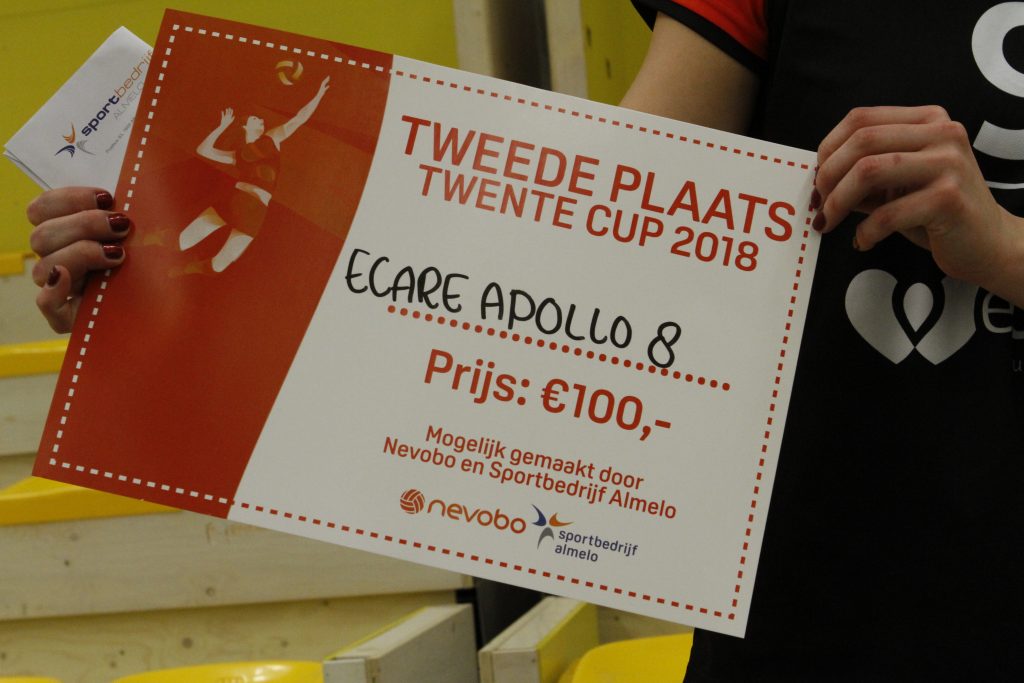 sportbedrijf
ALMELO
TWEEDE PLAATS
TWENTE CUP 2018
ECARE APOLLO 8
Prijs: €100,-
Mogelijk gemaakt door
Nevobo en Sportbedrijf Almelo
nevobo
sportbedrijf
almelo